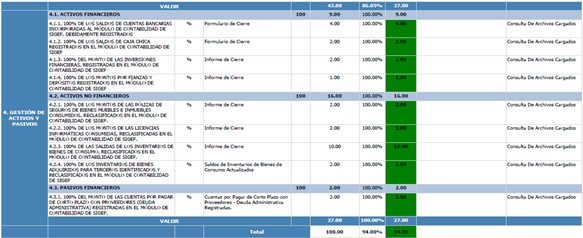 VALOR 43.00 86.05% 37.00
4.1. ACTIVOS FINANCIEROS 100 9.00 100.00% 9.00
4.1.1. 100% DE LOS SALDOS DE CUENTAS BANCARIAS
INCORPORADAS AL MÓDULO DE CONTABILIDAD DE
SIGEF, DEBIDAMENTE REGISTRADOS
% Formulario de Cierre 4.00 100.00% 4.00 Consulta De Archivos Cargados
4.1.2. 100% DE LOS SALDOS DE CAJA CHICA
REGISTRADOS EN EL MÓDULO DE CONTABILIDAD DE
SIGEF
% Formulario de Cierre 2.00 100.00% 2.00 Consulta De Archivos Cargados
4.1.3. 100% DEL MONTO DE LAS INVERSIONES
FINANCIERAS, REGISTRADAS EN EL MÓDULO DE
CONTABILIDAD DE SIGEF
% Informe de Cierre 2.00 100.00% 2.00 Consulta De Archivos Cargados
4.1.4. 100% DE LOS MONTOS POR FIANZAS Y
DEPÓSITOS REGISTRADOS EN EL MÓDULO DE
CONTABILIDAD DE SIGEF
% Informe de Cierre 1.00 100.00% Consulta De Archivos Cargados
4. GESTIÓN DE
ACTIVOS Y
PASIVOS
4.2. ACTIVOS NO FINANCIEROS 100 16.00 100.00% 16.00
4.2.1. 100% DE LOS MONTOS DE LAS PÓLIZAS DE
SEGUROS DE BIENES MUEBLES E INMUEBLES
CONSUMIDOS, RECLASIFICADOS EN EL MÓDULO DE
CONTABILIDAD DE SIGEF.
% Informe de Cierre 2.00 100.00% 2.00 Consulta De Archivos Cargados
4.2.2. 100% DE LOS MONTOS DE LAS LICENCIAS
INFORMÁTICAS CONSUMIDAS, RECLASIFICADAS EN EL
MÓDULO DE CONTABILIDAD DE SIGEF.
% Informe de Cierre 2.00 100.00% 2.00 Consulta De Archivos Cargados
4.2.3. 100% DE LAS SALIDAS DE LOS INVENTARIOS DE
BIENES DE CONSUMO, RECLASIFICADOS EN EL
MÓDULO DE CONTABILIDAD DE SIGEF.
% Informe de Cierre 10.00 100.00% 10.00 Consulta De Archivos Cargados
4.2.4. 100% DE LOS INVENTARIOS DE BIENES
ADQUIRIDOS PARA TERCEROS IDENTIFICADOS Y
RECLASIFICADOS EN EL MÓDULO DE CONTABILIDAD
DE SIGEF
% Saldos de Inventarios de Bienes de
Consumo Actualizados
2.00 100.00% 2.00 Consulta De Archivos Cargados
4.3. PASIVOS FINANCIEROS 100 2.00 100.00% 2.00
4.3.1. 100% DEL MONTO DE LAS CUENTAS POR PAGAR
DE CORTO PLAZO CON PROVEEDORES (DEUDA
ADMINISTRATIVA) REGISTRADAS EN EL MÓDULO DE
CONTABILIDAD DE SIGEF.
% Cuentas por Pagar de Corto Plazo con
Proveedores - Deuda Administrativa
Registradas.
2.00 100.00% 2.00 Consulta De Archivos Cargados
VALOR 27.00 100.00% 27.00
Total 100.00 94.00% 94.00